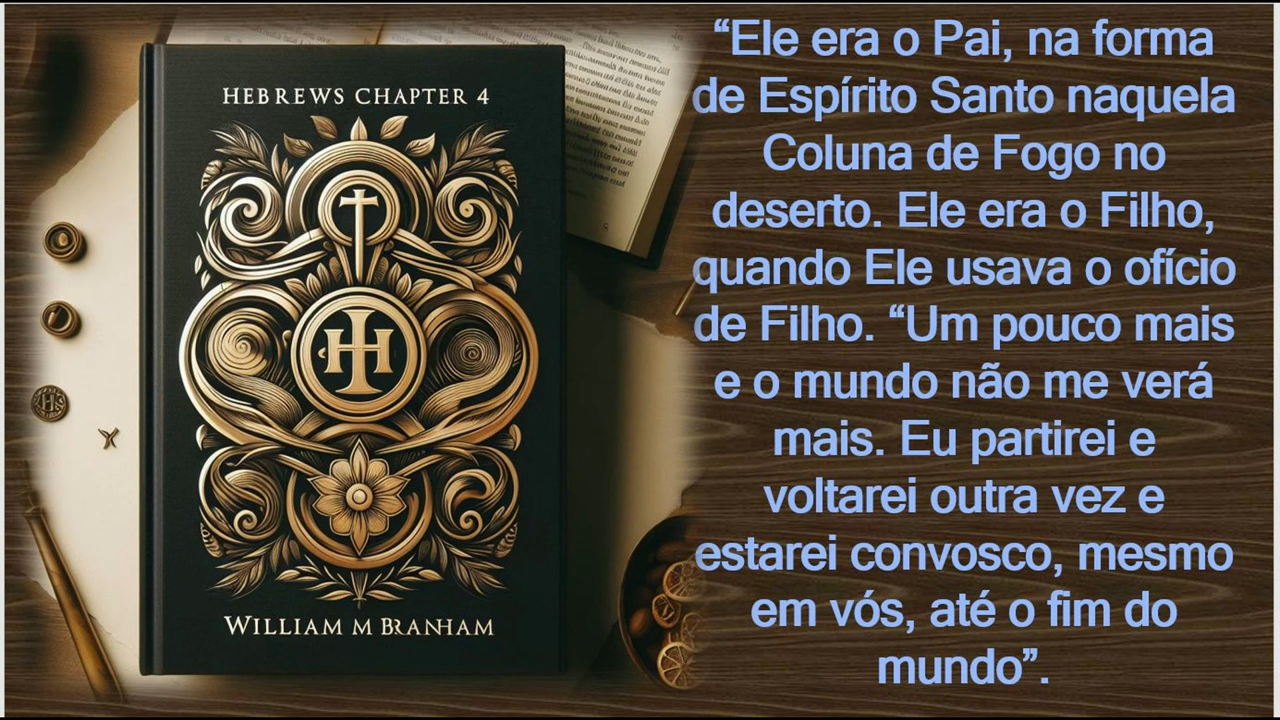 HEBREWS CHAPTER 4
H
WILLIAM M BRANHAM
“Ele era o Pai, na forma
de Espírito Santo naquela
Coluna de Fogo no
deserto. Ele era o Filho,
quando Ele usava o ofício
de Filho. “Um pouco mais
e o mundo não me verá
mais. Eu partirei e
voltarei outra vez e
estarei convosco, mesmo
em vós, até o fim do
mundo”.